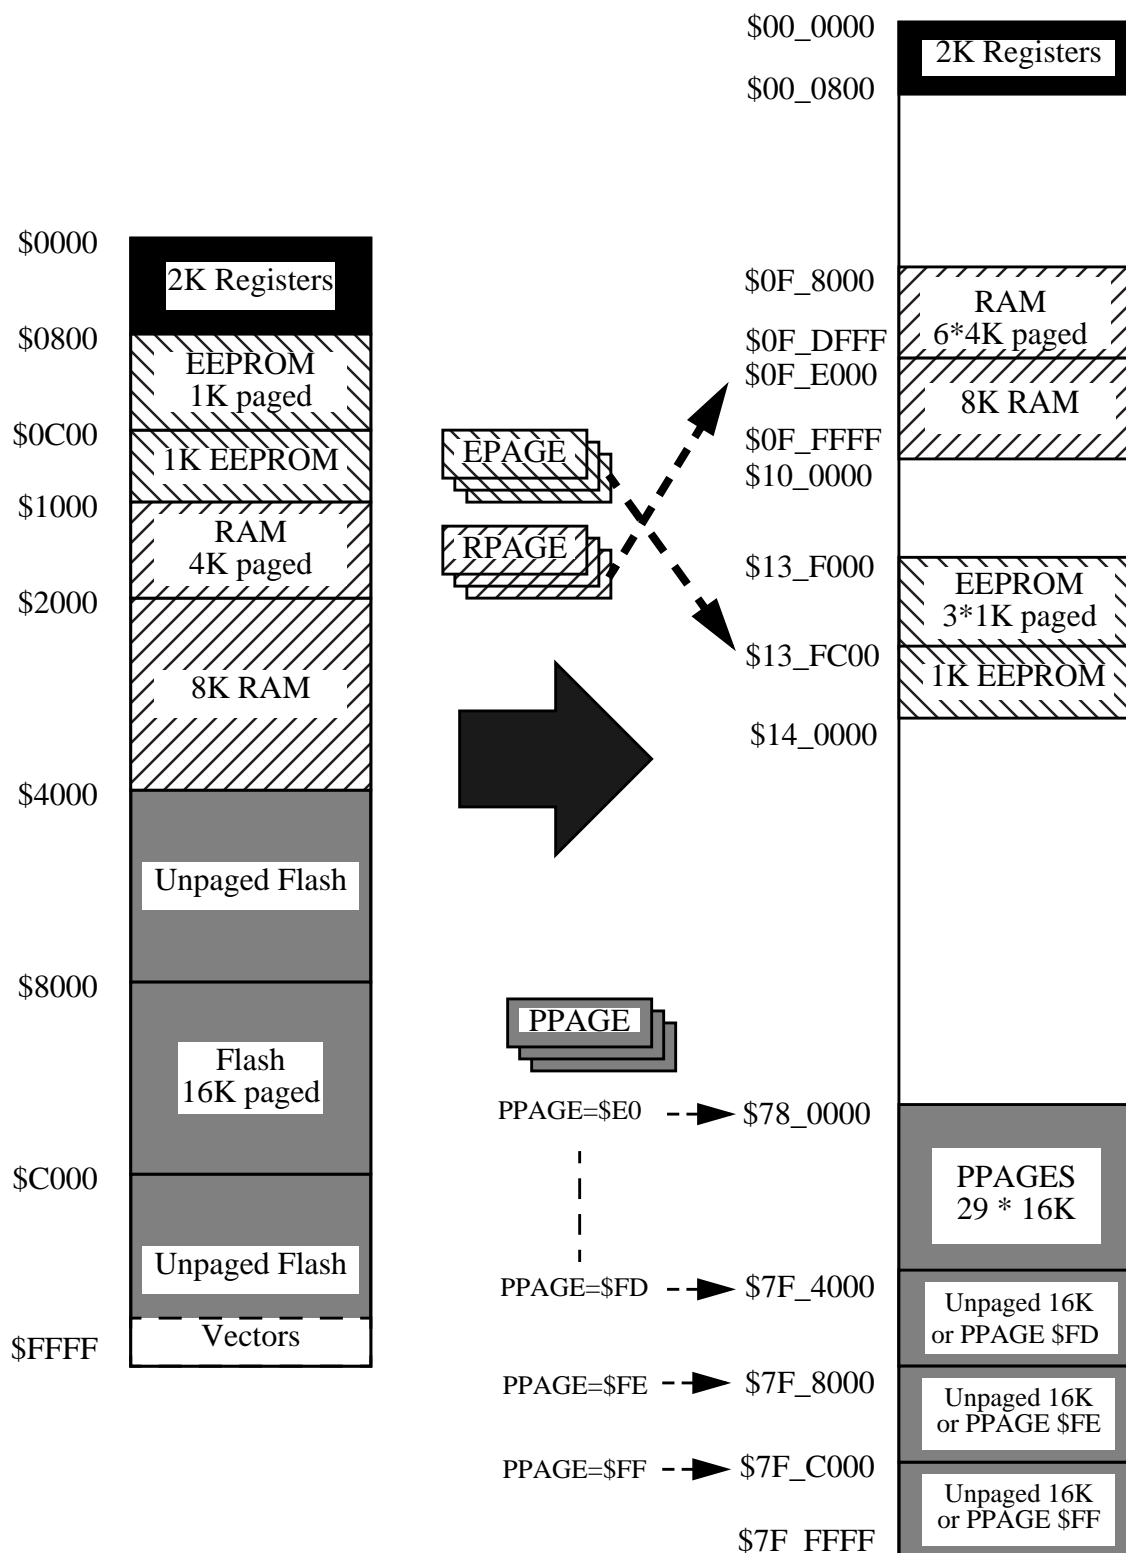 $0000
2K Registers
$0800
EEPROM
1K paged
$0C00
1K EEPROM
$1000
RAM
4K paged
$2000
8K RAM
$4000
Unpaged Flash
$8000
Flash
16K paged
$C000
Unpaged Flash
Vectors
$FFFF
EPAGE
RPAGE
PPAGE
PPAGE=$E0
PPAGE=$FD
PPAGE=$FE
PPAGE=$FF
$00_0000
2K Registers
$00_0800
$0F_8000
RAM
6*4K paged
$0F_DFFF
$0F_E000
8K RAM
$0F_FFFF
$10_0000
$13_F000
EEPROM
3*1K paged
$13_FC00
1K EEPROM
$14_0000
$78_0000
PPAGES
29 * 16K
$7F_4000
Unpaged 16K
or PPAGE $FD
$7F_8000
Unpaged 16K
or PPAGE $FE
$7F_C000
Unpaged 16K
or PPAGE $FF
$7F_FFFF